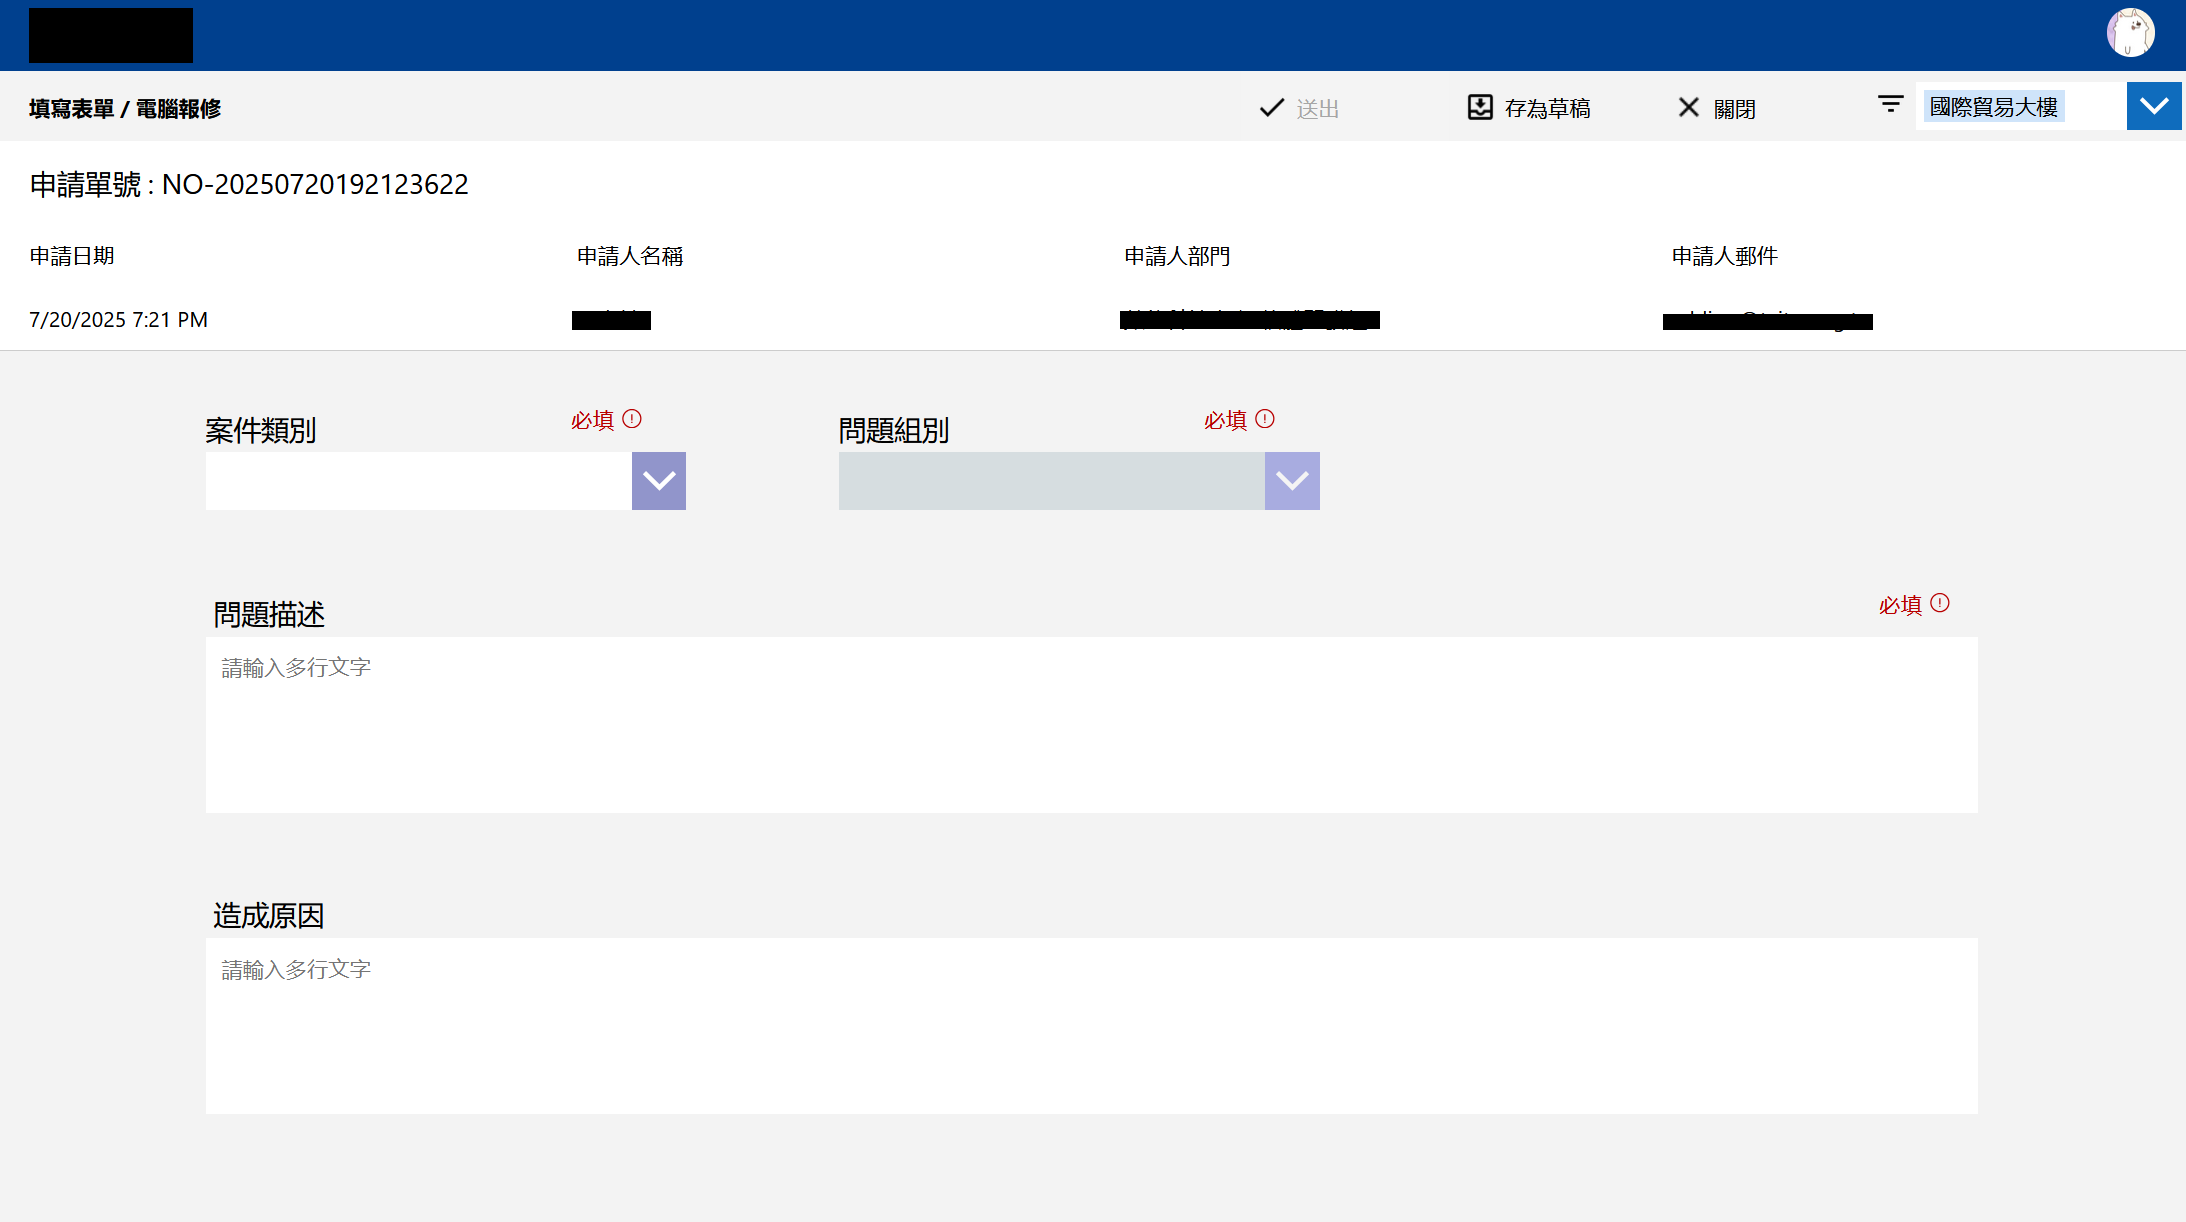 填寫表單 / 電腦報修
送出
存為草稿
關閉
國際貿易大樓
申請單號 : NO-20250720192123622
申請日期
申請人名稱
申請人部門
申請人郵件
7/20/2025 7:21 PM
案件類別
必填
問題組別
必填
問題描述
必填
請輸入多行文字
造成原因
請輸入多行文字